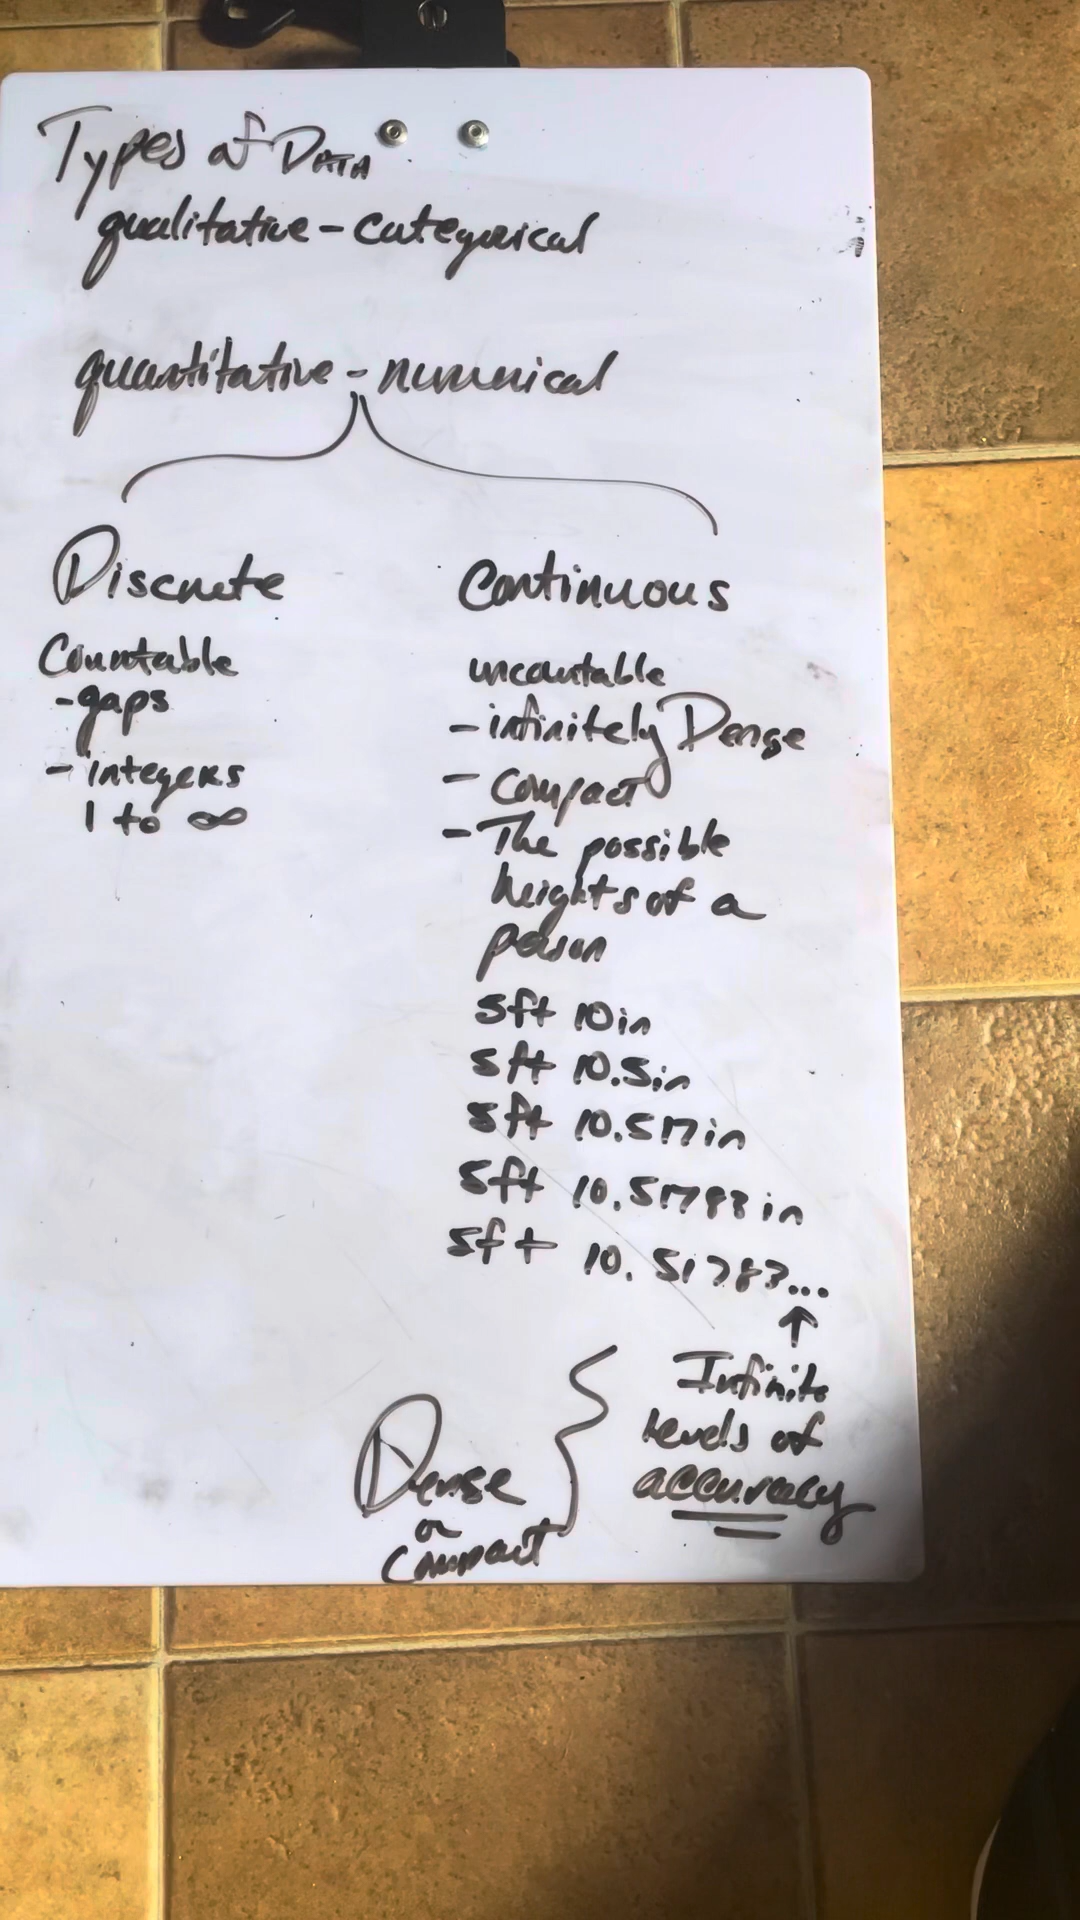 Types of DATA
qualitative - categorical
quantitative - numerical
Discrete
Countable
- gaps
- integers
1 to ∞
Continuous
uncountable
- infinitely Dense
- compact
- The possible
heights of a
person
5ft 10in
5ft 10.5in
5ft 10.517in
5ft 10.51783in
5ft 10.51783...
↑
Infinite
levels of
accuracy
Dense
or
Compact